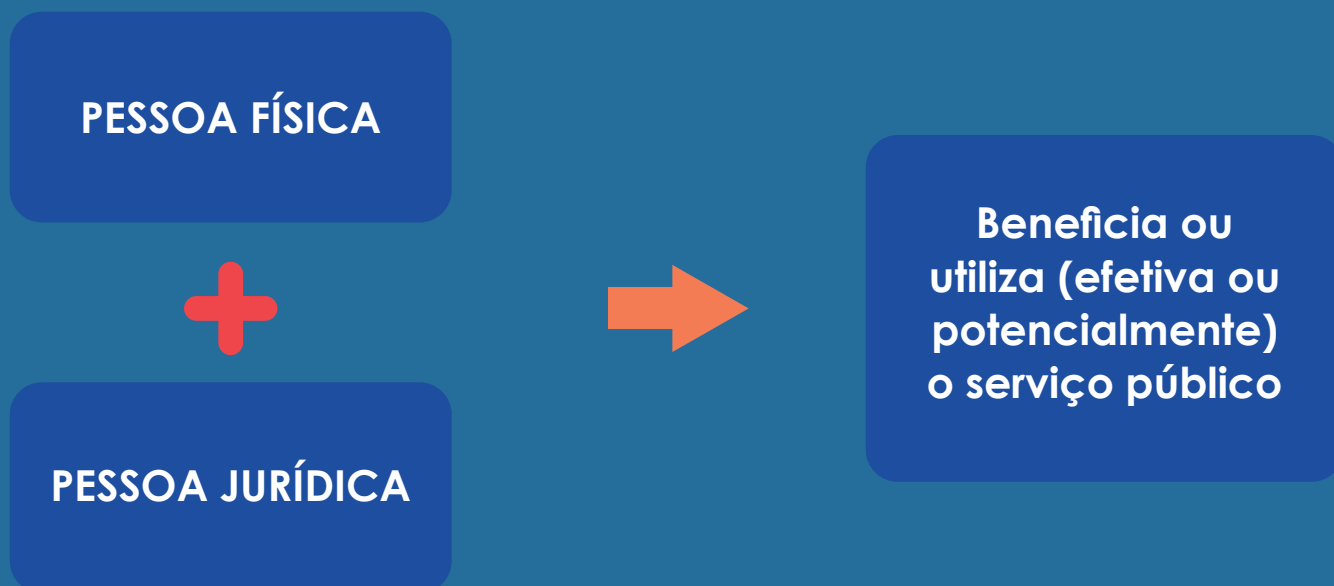 PESSOA FÍSICA
PESSOA JURÍDICA
Beneficia ou
utiliza (efetiva ou
potencialmente)
o serviço público